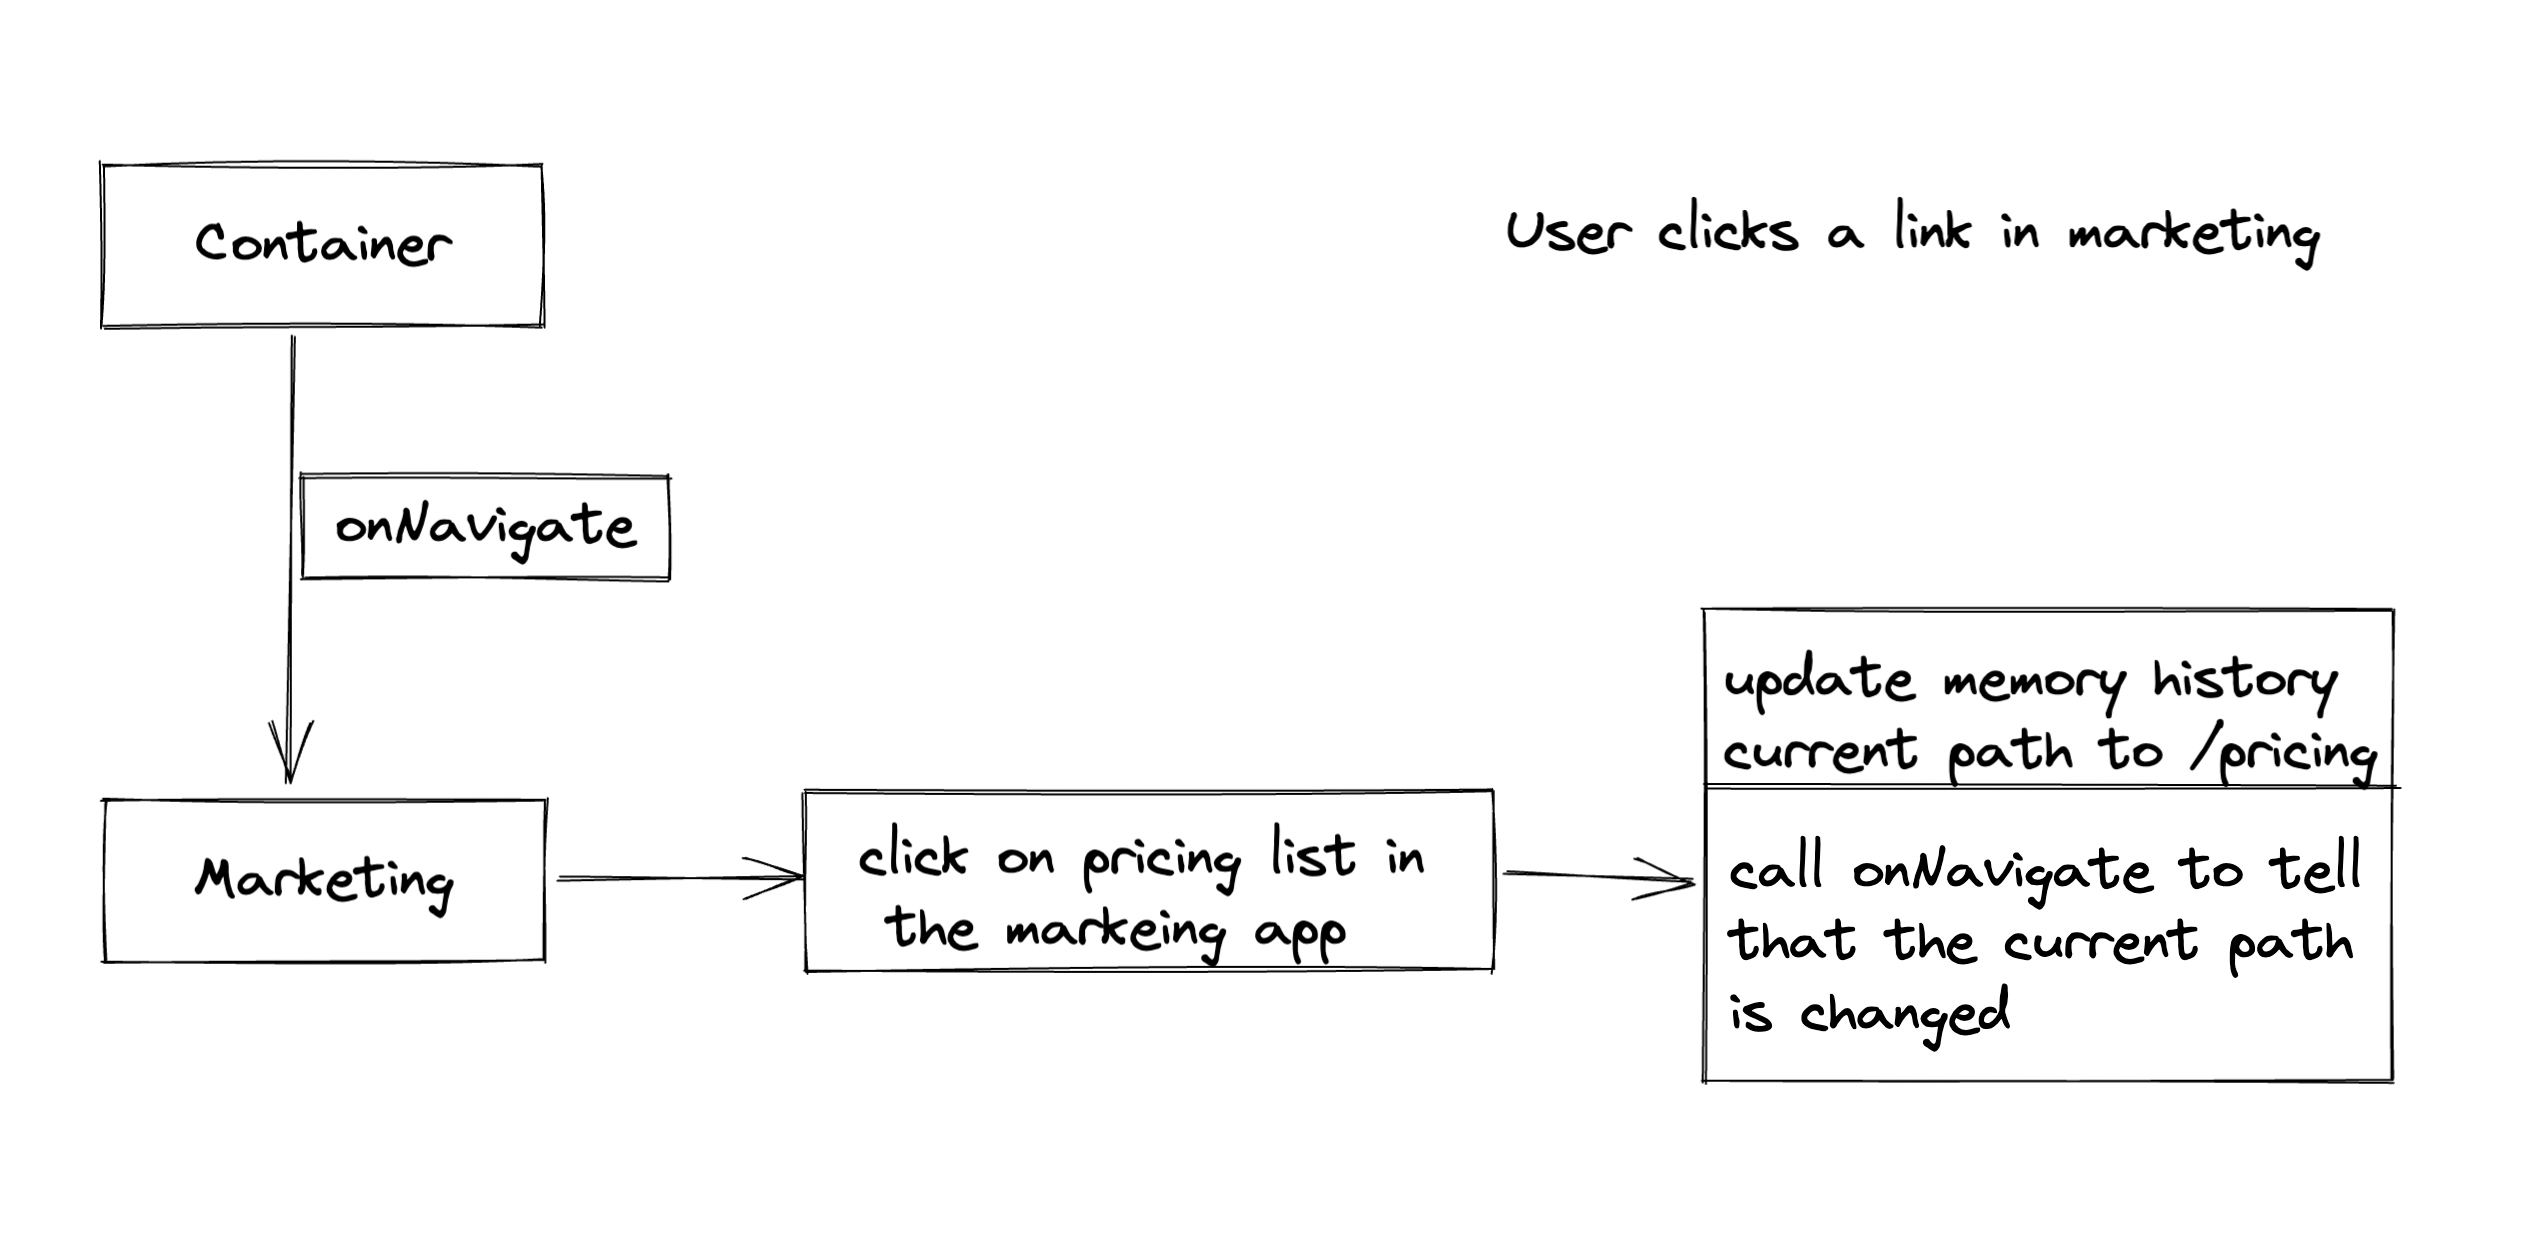 Container
User clicks a link in marketing
onNavigate
Marketing
click on pricing list in
the markeing app
update memory history
current path to /pricing
call onNavigate to tell
that the current path
is changed